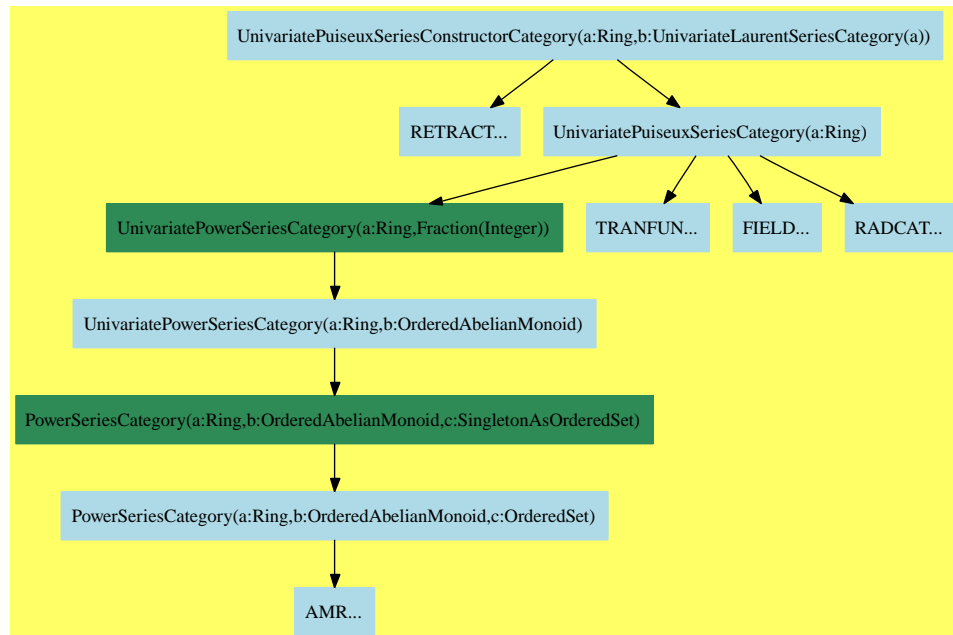 UnivariatePuiseuxSeriesConstructorCategory(a:Ring,b:UnivariateLaurentSeriesCategory(a))
RETRACT...
UnivariatePuiseuxSeriesCategory(a:Ring)
UnivariatePowerSeriesCategory(a:Ring,Fraction(Integer))
TRANFUN...
FIELD...
RADCAT...
UnivariatePowerSeriesCategory(a:Ring,b:OrderedAbelianMonoid)
PowerSeriesCategory(a:Ring,b:OrderedAbelianMonoid,c:SingletonAsOrderedSet)
PowerSeriesCategory(a:Ring,b:OrderedAbelianMonoid,c:OrderedSet)
AMR...